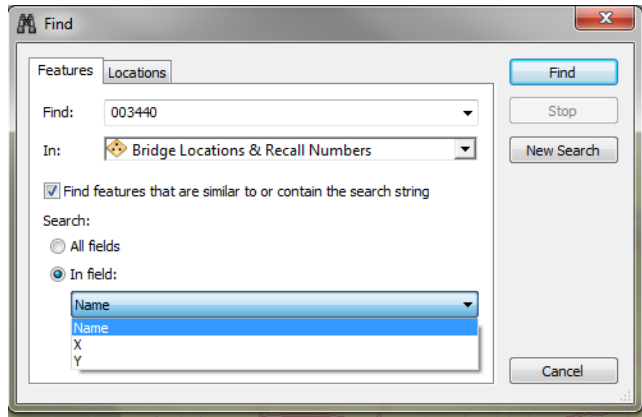 Find
Features Locations
Find: 003440
In: Bridge Locations & Recall Numbers
Find features that are similar to or contain the search string
Search:
All fields
In field:
Name
Name
X
Y
Find
Stop
New Search
Cancel